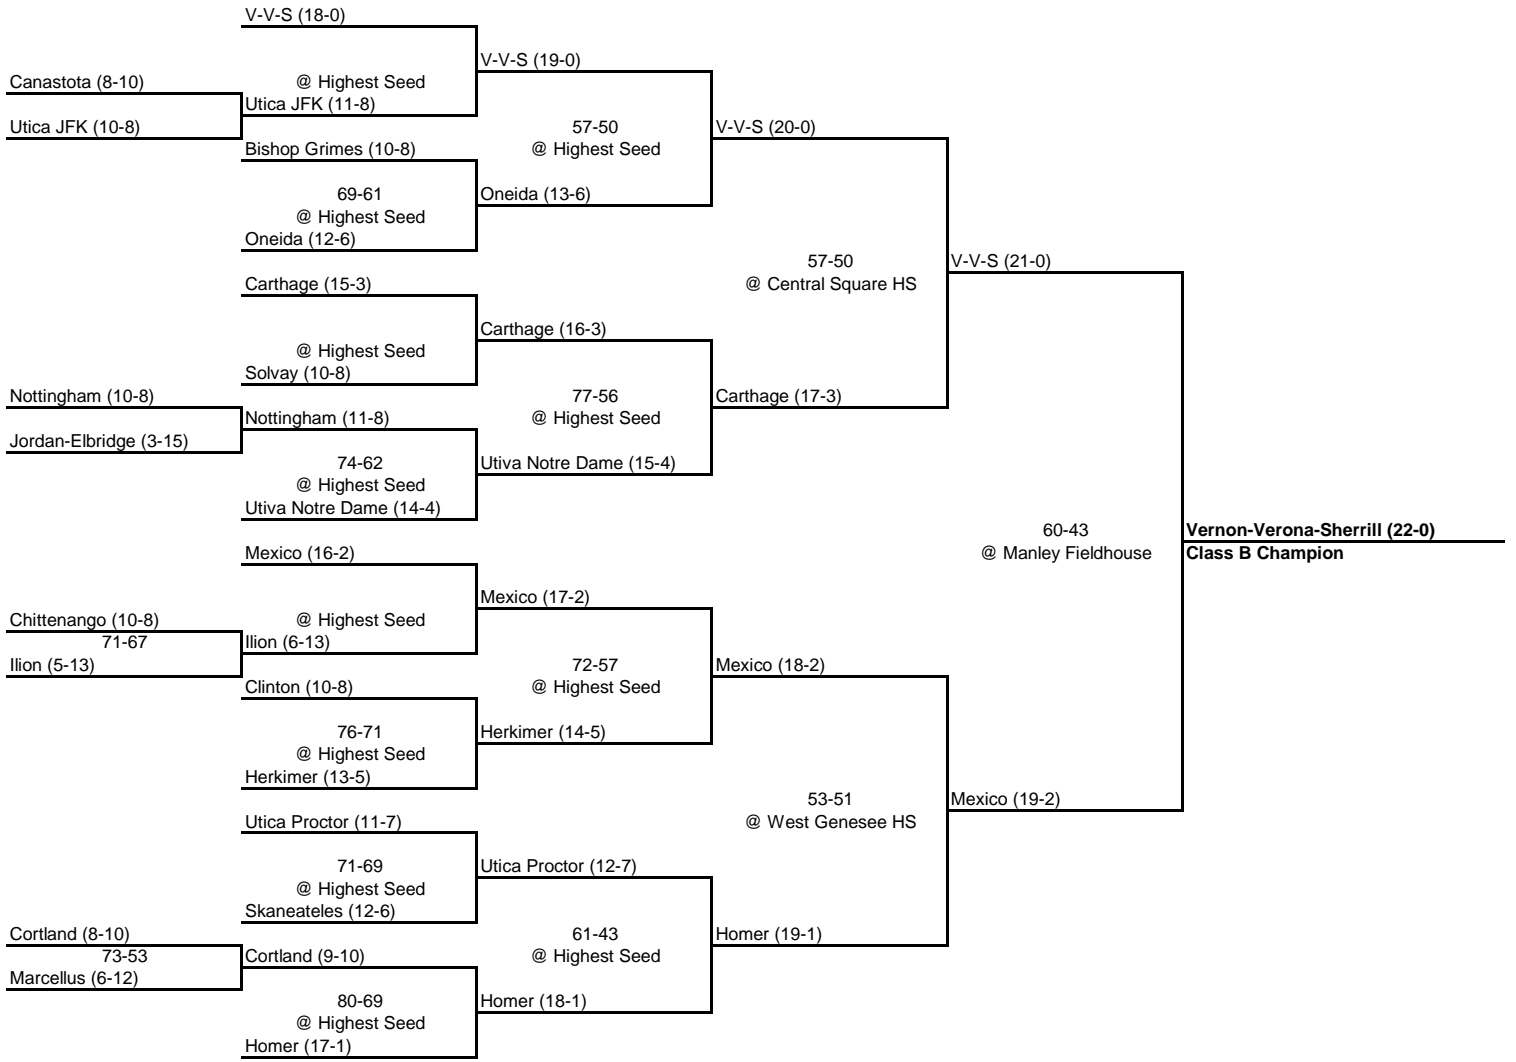 V-V-S (18-0)
V-V-S (19-0)
Canastota (8-10)
@ Highest Seed
Utica JFK (11-8)
Utica JFK (10-8)
57-50
V-V-S (20-0)
Bishop Grimes (10-8)
@ Highest Seed
69-61
Oneida (13-6)
@ Highest Seed
Oneida (12-6)
57-50
V-V-S (21-0)
Carthage (15-3)
@ Central Square HS
Carthage (16-3)
@ Highest Seed
Solvay (10-8)
Nottingham (10-8)
77-56
Carthage (17-3)
Nottingham (11-8)
@ Highest Seed
Jordan-Elbridge (3-15)
74-62
Utiva Notre Dame (15-4)
@ Highest Seed
Utiva Notre Dame (14-4)
60-43
Vernon-Verona-Sherrill (22-0)
Mexico (16-2)
@ Manley Fieldhouse
Class B Champion
Mexico (17-2)
Chittenango (10-8)
@ Highest Seed
71-67
Ilion (6-13)
Ilion (5-13)
72-57
Mexico (18-2)
Clinton (10-8)
@ Highest Seed
76-71
Herkimer (14-5)
@ Highest Seed
Herkimer (13-5)
53-51
Mexico (19-2)
Utica Proctor (11-7)
@ West Genesee HS
71-69
Utica Proctor (12-7)
@ Highest Seed
Skaneateles (12-6)
Cortland (8-10)
61-43
Homer (19-1)
73-53
Cortland (9-10)
@ Highest Seed
Marcellus (6-12)
80-69
Homer (18-1)
@ Highest Seed
Homer (17-1)